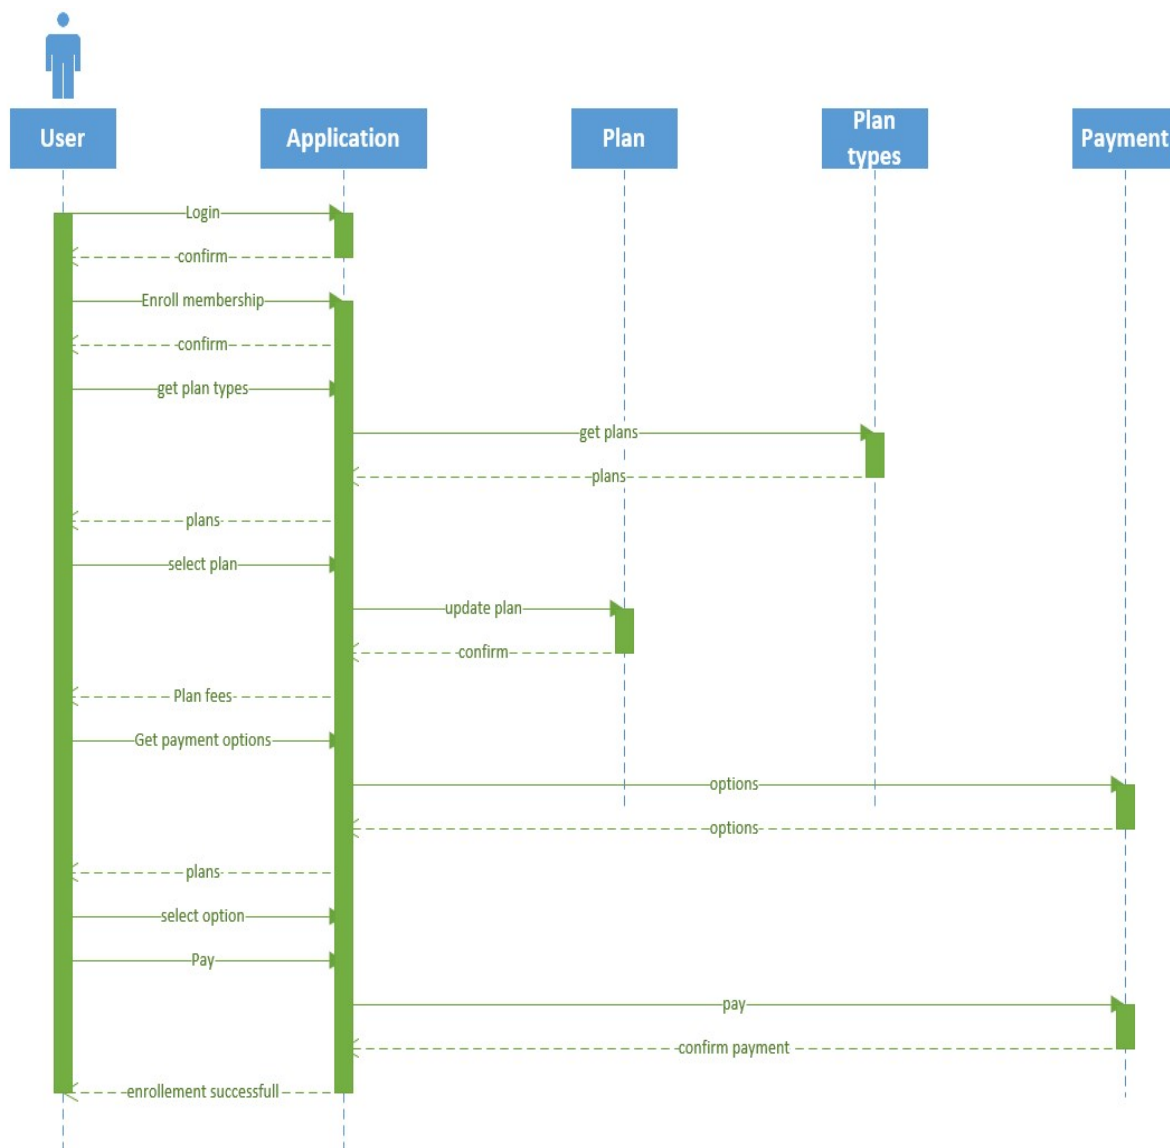 User
Application
Plan
Plan
types
Payment
Login
confirm
Enroll membership
confirm
get plan types
get plans
plans
plans
select plan
update plan
confirm
Plan fees
Get payment options
options
options
plans
select option
Pay
pay
confirm payment
enrollement successfull